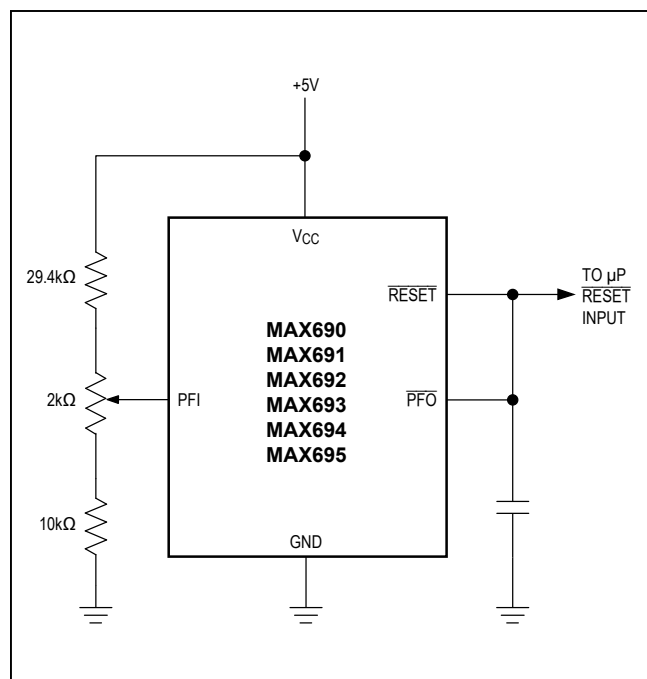 +5V
VCC
29.4kΩ
RESET
TO µP
RESET
INPUT
MAX690
MAX691
MAX692
MAX693
MAX694
MAX695
2kΩ
PFI
PFO
10kΩ
GND